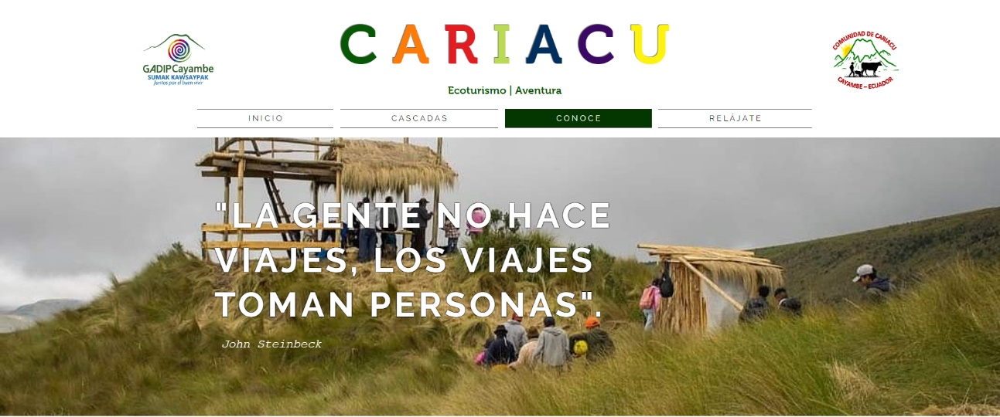 CARIACU
GADIPCayambe
SUMAK KAWSAYPAK
Juntos por el buen vivir
COMUNIDAD DE CARIACU
CAYAMBE – ECUADOR
Ecoturismo | Aventura
INICIO
CASCADAS
CONOCE
RELÁJATE
"LA GENTE NO HACE
VIAJES, LOS VIAJES
TOMAN PERSONAS".
John Steinbeck